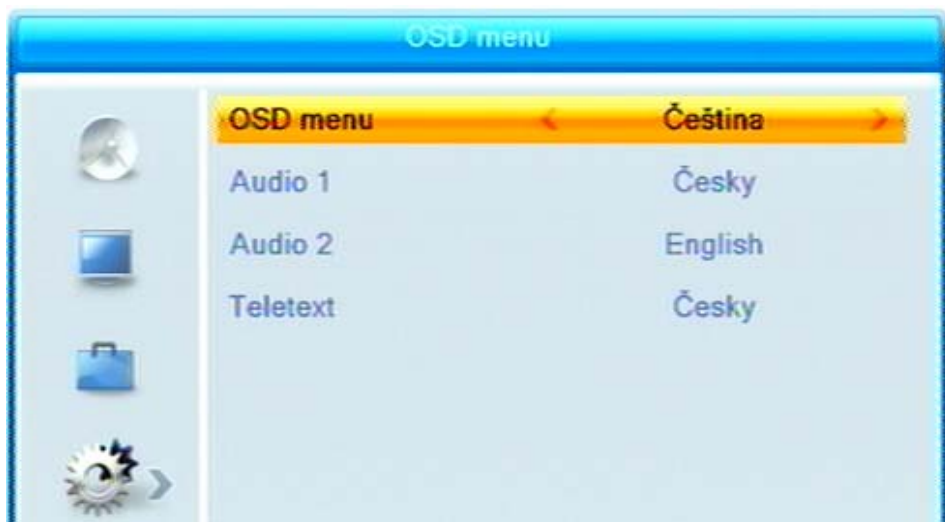 OSD menu
OSD menu < Čeština >
Audio 1 Česky
Audio 2 English
Teletext Česky